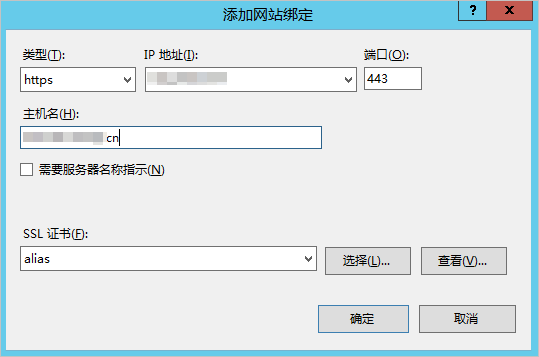 添加网站绑定
?
类型(T):
IP 地址(I):
端口(O):
https
443
主机名(H):
cn
需要服务器名称指示(N)
SSL 证书(F):
alias
选择(L)...
查看(V)...
确定
取消